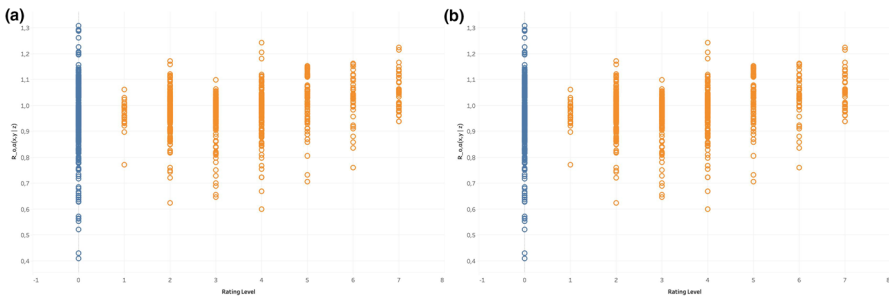 (a)
1,3
1,2
1,1
1,0
0,9
0,8
0,7
0,6
0,5
0,4
R_o,α(x,y | z)
-1 0 1 2 3 4 5 6 7 8
Rating Level
(b)
1,3
1,2
1,1
1,0
0,9
0,8
0,7
0,6
0,5
0,4
R_o,α(x,y | z)
-1 0 1 2 3 4 5 6 7 8
Rating Level